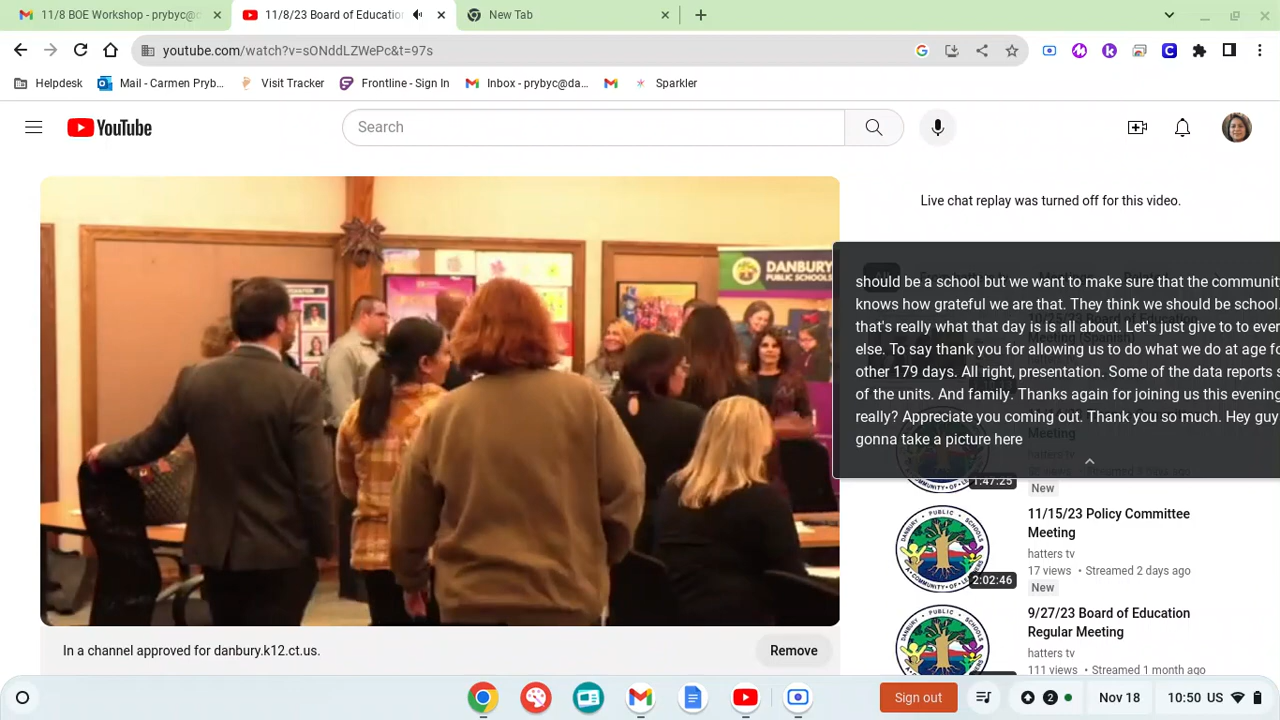 11/8 BOE Workshop - prybyc@d
11/8/23 Board of Educatio
New Tab
youtube.com/watch?v=sONddLZWePc&t=97s
Helpdesk
Mail - Carmen Pryb...
Visit Tracker
Frontline - Sign In
Inbox - prybyc@da...
Sparkler
YouTube
Search
Live chat replay was turned off for this video.
DANBURY
PUBLIC SCHOOLS
should be a school but we want to make sure that the communit
knows how grateful we are that. They think we should be school
that's really what that day is is all about. Let's just give to to ever
else. To say thank you for allowing us to do what we do at age fo
other 179 days. All right, presentation. Some of the data reports s
of the units. And family. Thanks again for joining us this evening
really? Appreciate you coming out. Thank you so much. Hey guy
gonna take a picture here
Meeting
hatters tv
1:47:25
New
11/15/23 Policy Committee
Meeting
hatters tv
17 views • Streamed 2 days ago
2:02:46
New
9/27/23 Board of Education
Regular Meeting
hatters tv
111 views • Streamed 1 month ago
In a channel approved for danbury.k12.ct.us.
Remove
Sign out
2
Nov 18
10:50 US